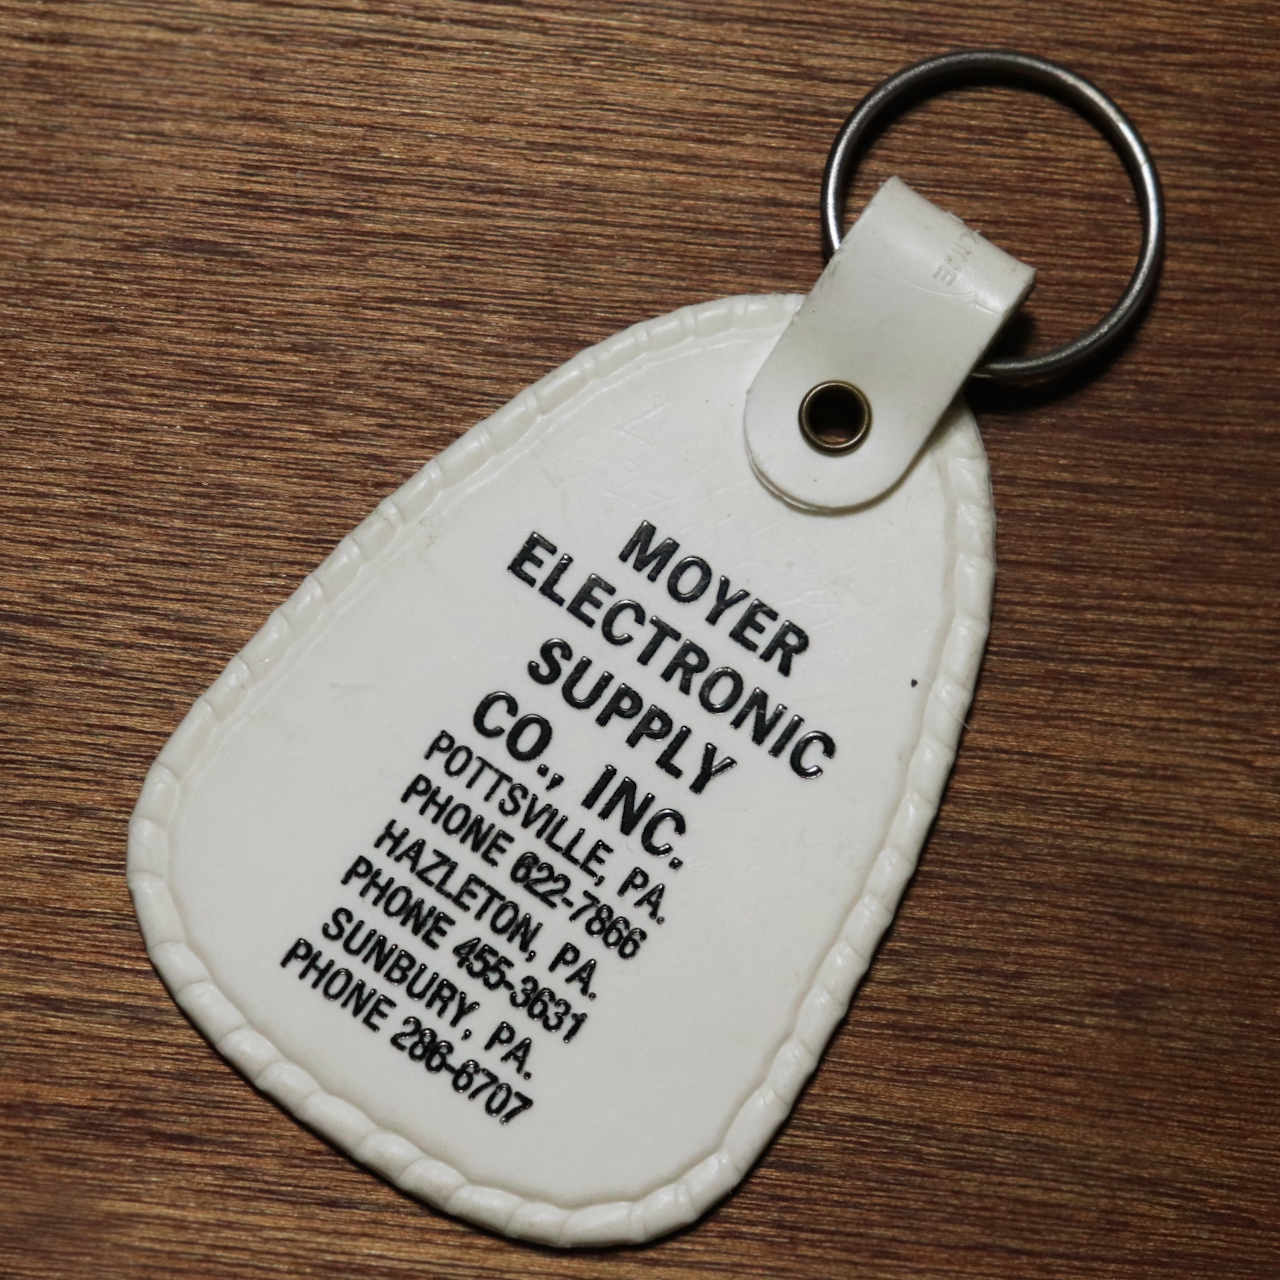 MOYER
ELECTRONIC
SUPPLY
CO., INC.
POTTSVILLE, PA.
PHONE 622-7866
HAZLETON, PA.
PHONE 455-3631
SUNBURY, PA.
PHONE 286-6707